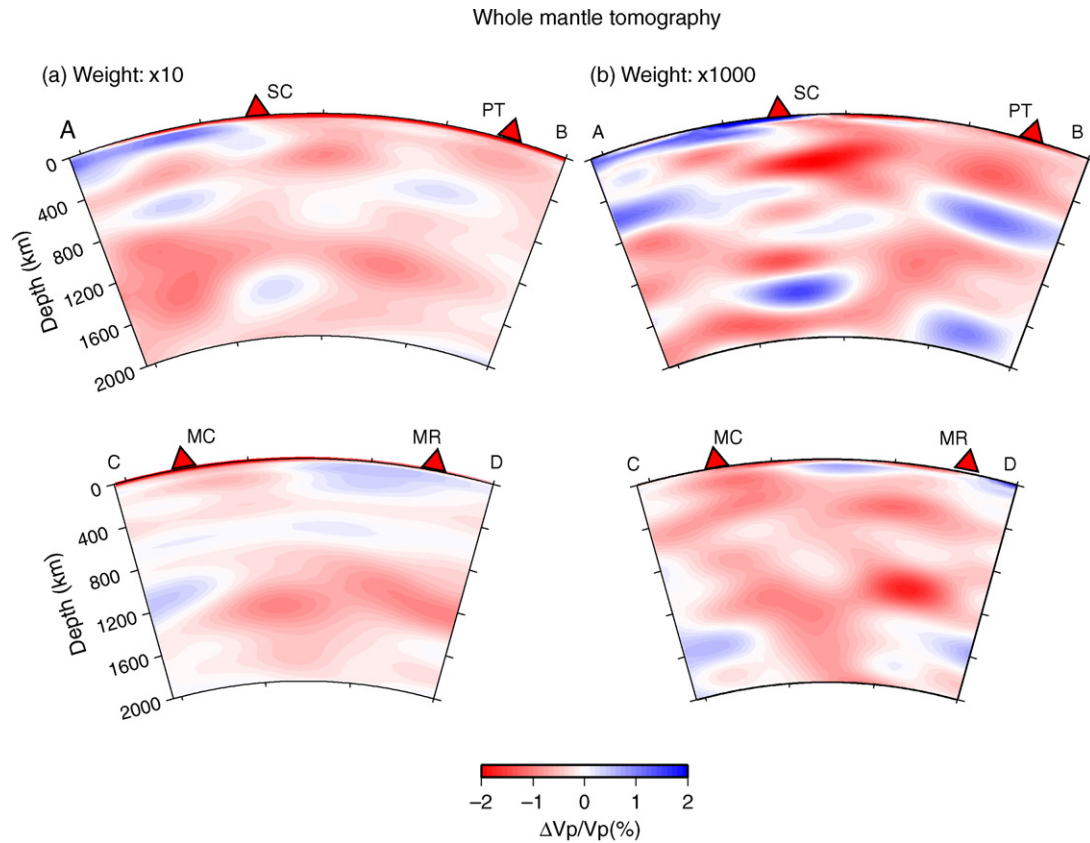 Whole mantle tomography
(a) Weight: x10
(b) Weight: x1000
SC
PT
A
B
0
400
800
1200
1600
2000
Depth (km)
SC
PT
A
B
MC
MR
C
D
0
400
800
1200
1600
2000
Depth (km)
MC
MR
C
D
−2 −1 0 1 2
ΔVp/Vp(%)